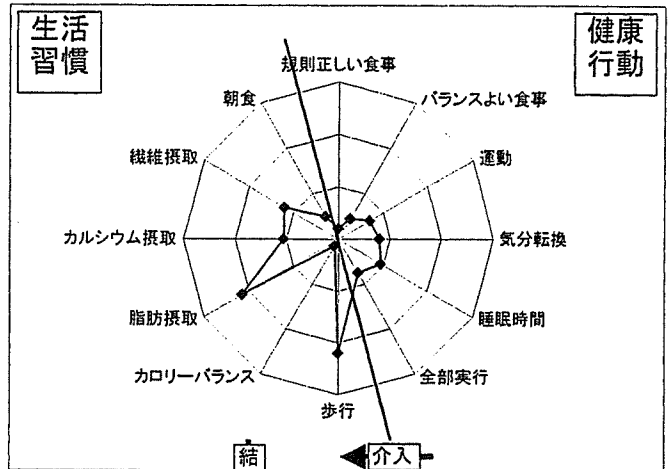 生活
習慣
健康
行動
規則正しい食事
朝食
バランスよい食事
繊維摂取
運動
カルシウム摂取
気分転換
脂肪摂取
睡眠時間
カロリーバランス
全部実行
歩行
結
介入